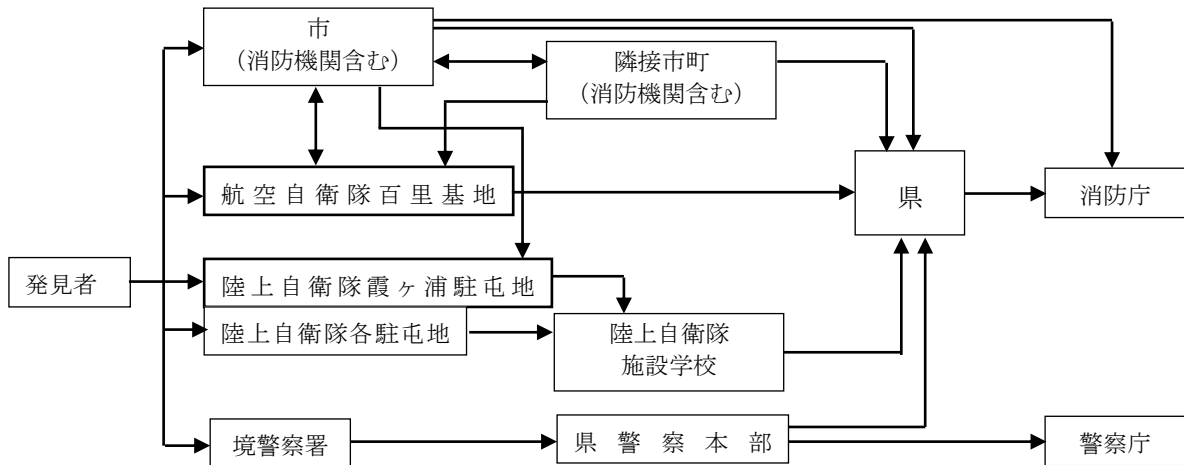 市
（消防機関含む）
隣接市町
（消防機関含む）
航空自衛隊百里基地
県
消防庁
発見者
陸上自衛隊霞ヶ浦駐屯地
陸上自衛隊各駐屯地
陸上自衛隊
施設学校
境警察署
県警察本部
警察庁